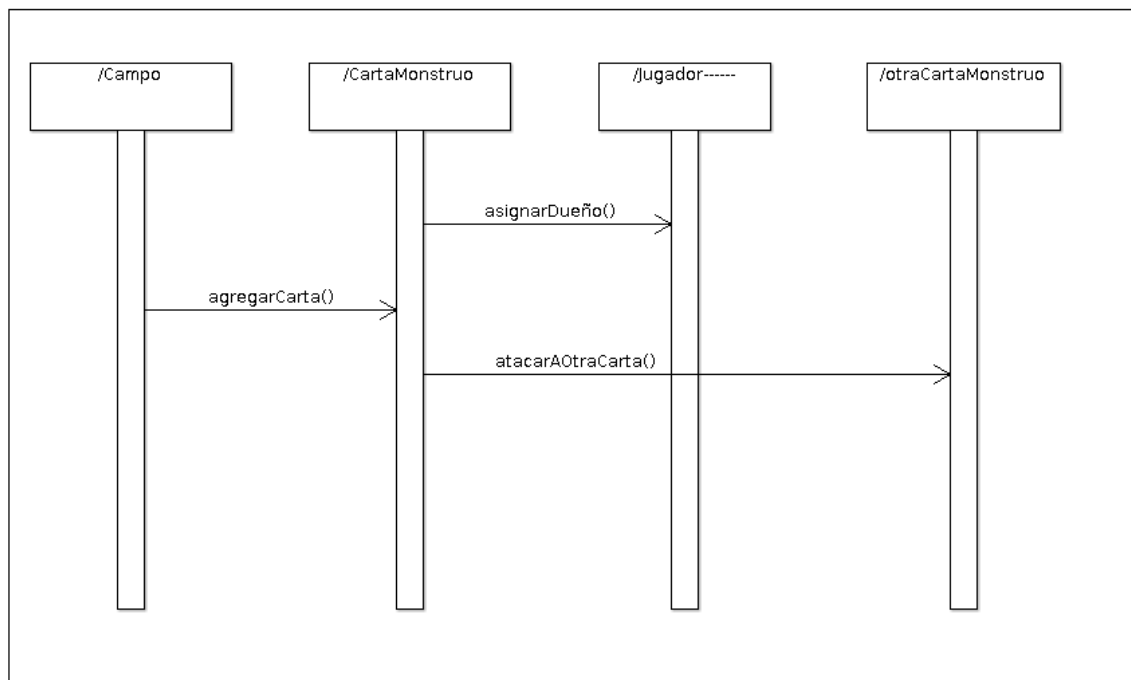 /Campo
/CartaMonstruo
/Jugador------
/otraCartaMonstruo
asignarDueño()
agregarCarta()
atacarAOtraCarta()